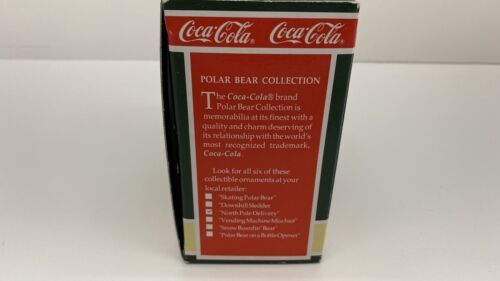 Coca-Cola® Coca-Cola®
POLAR BEAR COLLECTION
The Coca-Cola® brand
Polar Bear Collection is
memorabilia at its finest with a
quality and charm deserving of
its relationship with the world's
most recognized trademark,
Coca-Cola.
Look for all six of these
collectible ornaments at your
local retailer:
"Skating Polar Bear"
"Downhill Sledder"
"North Pole Delivery"
"Vending Machine Mischief"
"Snow Boardin' Bear"
"Polar Bear on a Bottle Opener"